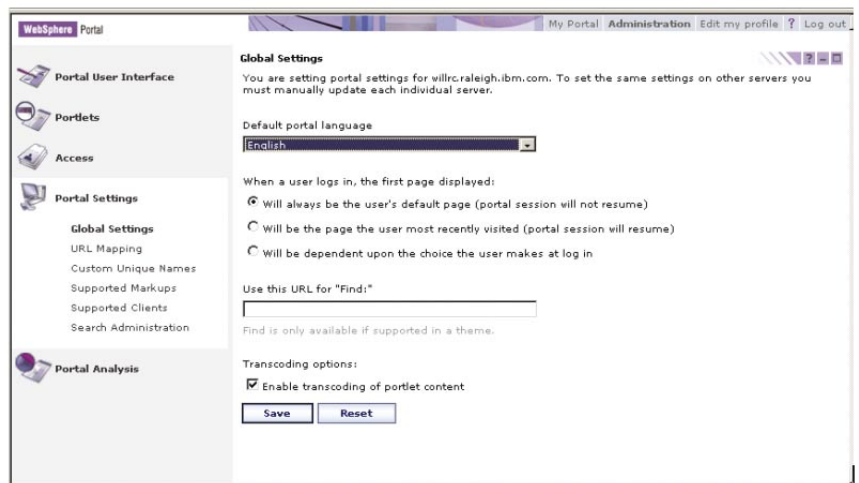 WebSphere Portal
My Portal Administration Edit my profile ? Log out
Portal User Interface
Portlets
Access
Portal Settings
Global Settings
URL Mapping
Custom Unique Names
Supported Markups
Supported Clients
Search Administration
Portal Analysis
Global Settings
You are setting portal settings for willrc.raleigh.ibm.com. To set the same settings on other servers you
must manually update each individual server.
Default portal language
English
When a user logs in, the first page displayed:
Will always be the user's default page (portal session will not resume)
Will be the page the user most recently visited (portal session will resume)
Will be dependent upon the choice the user makes at log in
Use this URL for "Find:"
Find is only available if supported in a theme.
Transcoding options:
Enable transcoding of portlet content
Save Reset